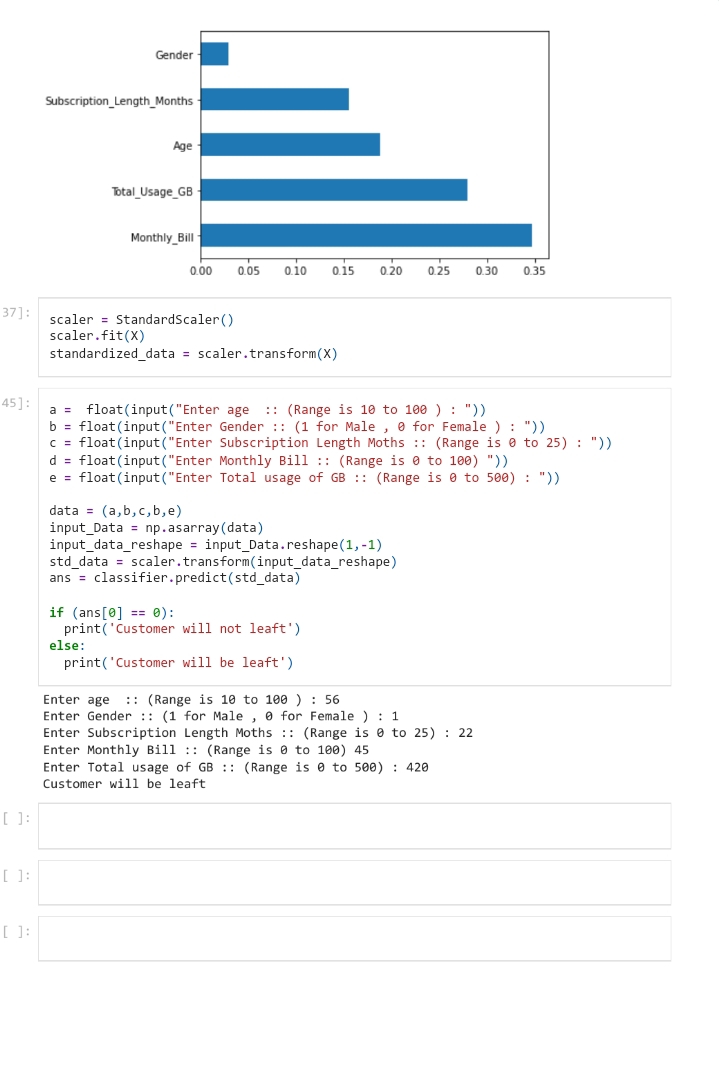 Gender
Subscription_Length_Months
Age
Total_Usage_GB
Monthly_Bill
0.00 0.05 0.10 0.15 0.20 0.25 0.30 0.35
37]:
scaler = StandardScaler()
scaler.fit(X)
standardized_data = scaler.transform(X)
45]:
a =  float(input("Enter age  :: (Range is 10 to 100 ) : "))
b = float(input("Enter Gender :: (1 for Male , 0 for Female ) : "))
c = float(input("Enter Subscription Length Moths :: (Range is 0 to 25) : "))
d = float(input("Enter Monthly Bill :: (Range is 0 to 100) "))
e = float(input("Enter Total usage of GB :: (Range is 0 to 500) : "))
data = (a,b,c,b,e)
input_Data = np.asarray(data)
input_data_reshape = input_Data.reshape(1,-1)
std_data = scaler.transform(input_data_reshape)
ans = classifier.predict(std_data)
if (ans[0] == 0):
  print('Customer will not leaft')
else:
  print('Customer will be leaft')
Enter age  :: (Range is 10 to 100 ) : 56
Enter Gender :: (1 for Male , 0 for Female ) : 1
Enter Subscription Length Moths :: (Range is 0 to 25) : 22
Enter Monthly Bill :: (Range is 0 to 100) 45
Enter Total usage of GB :: (Range is 0 to 500) : 420
Customer will be leaft
[ ]:
[ ]:
[ ]: